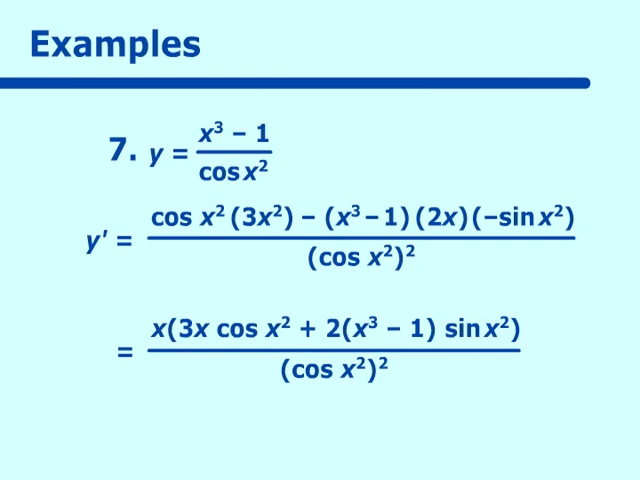 Examples
7. y = (x³ – 1) / (cos x²)
y′ = (cos x² (3x²) – (x³ – 1) (2x) (–sin x²)) / ((cos x²)²)
= (x(3x cos x² + 2(x³ – 1) sin x²)) / ((cos x²)²)